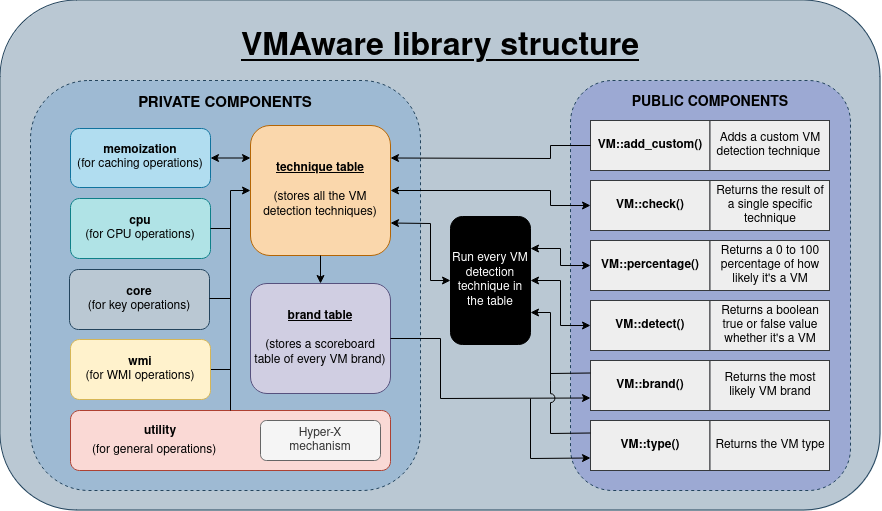 VMAware library structure
PRIVATE COMPONENTS
memoization
(for caching operations)
cpu
(for CPU operations)
core
(for key operations)
wmi
(for WMI operations)
utility
(for general operations)
Hyper-X
mechanism
technique table
(stores all the VM
detection techniques)
brand table
(stores a scoreboard
table of every VM brand)
Run every VM
detection
technique in
the table
PUBLIC COMPONENTS
VM::add_custom()
Adds a custom VM
detection technique
VM::check()
Returns the result of
a single specific
technique
VM::percentage()
Returns a 0 to 100
percentage of how
likely it's a VM
VM::detect()
Returns a boolean
true or false value
whether it's a VM
VM::brand()
Returns the most
likely VM brand
VM::type()
Returns the VM type